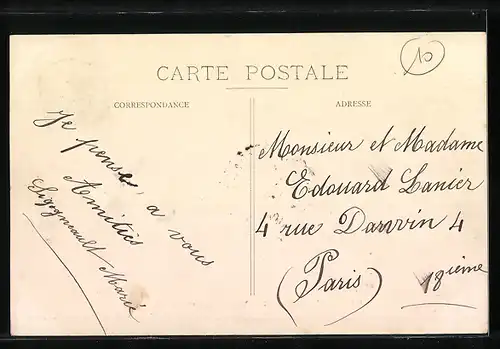 10
CARTE POSTALE
CORRESPONDANCE
ADRESSE
Je pense a vous
Amitiés
Marie
Monsieur et Madame
Edouard Lanier
4 rue Darwin 4
(Paris)
18ième